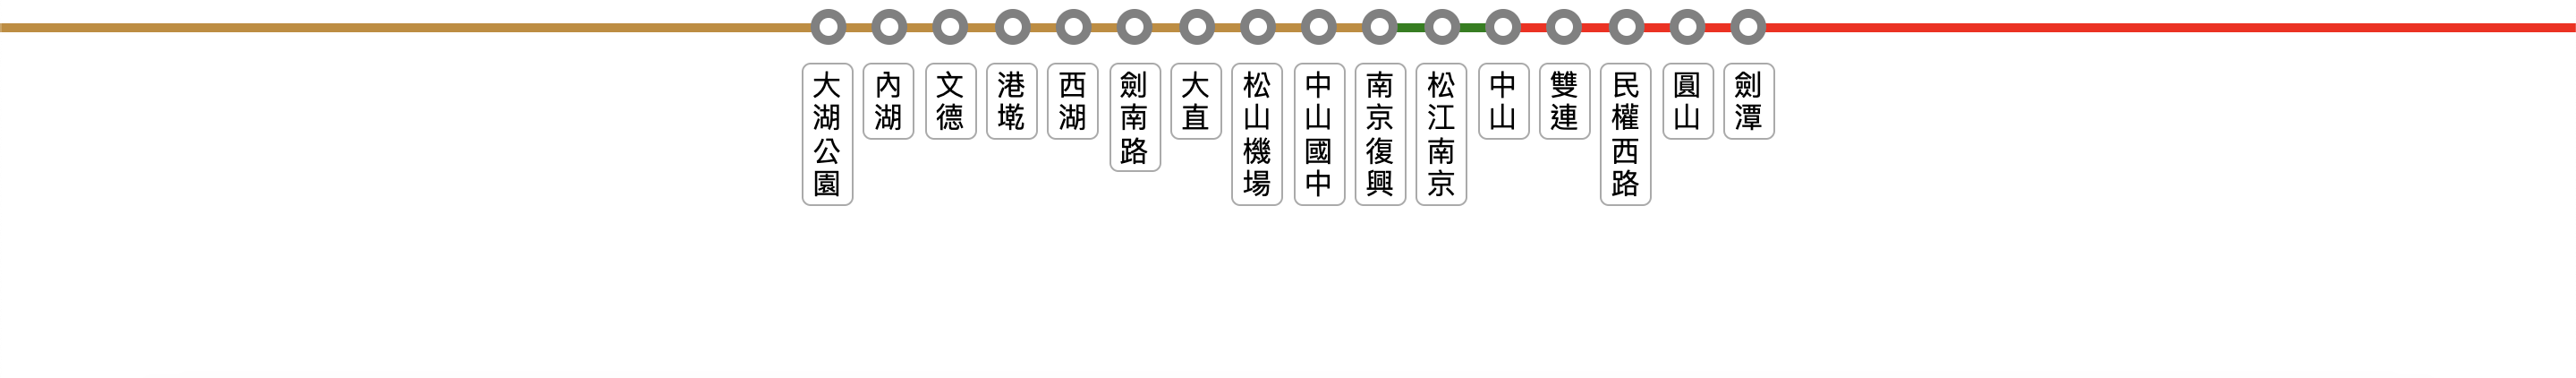 大湖公園
內湖
文德
港墘
西湖
劍南路
大直
松山機場
中山國中
南京復興
松江南京
中山
雙連
民權西路
圓山
劍潭